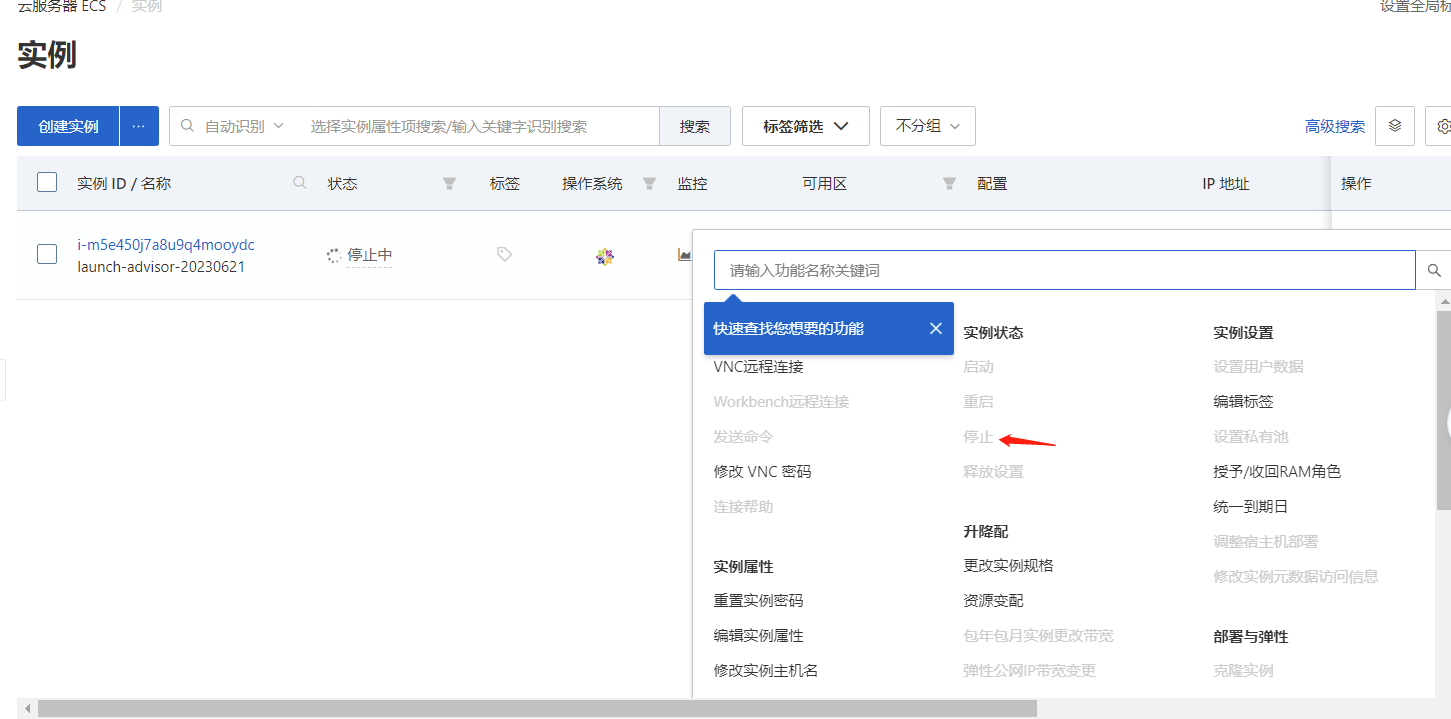 云服务器 ECS / 实例
设置全局标
实例
创建实例 ... 自动识别 选择实例属性项搜索/输入关键字识别搜索 搜索 标签筛选 不分组 高级搜索
实例 ID / 名称 状态 标签 操作系统 监控 可用区 配置 IP 地址 操作
i-m5e450j7a8u9q4mooydc
launch-advisor-20230621
停止中
请输入功能名称关键词
快速查找您想要的功能
VNC远程连接
Workbench远程连接
发送命令
修改 VNC 密码
连接帮助
实例属性
重置实例密码
编辑实例属性
修改实例主机名
实例状态
启动
重启
停止
释放设置
升降配
更改实例规格
资源变配
包年包月实例更改带宽
弹性公网IP带宽变更
实例设置
设置用户数据
编辑标签
设置私有池
授予/收回RAM角色
统一到期日
调整宿主机部署
修改实例元数据访问信息
部署与弹性
克隆实例